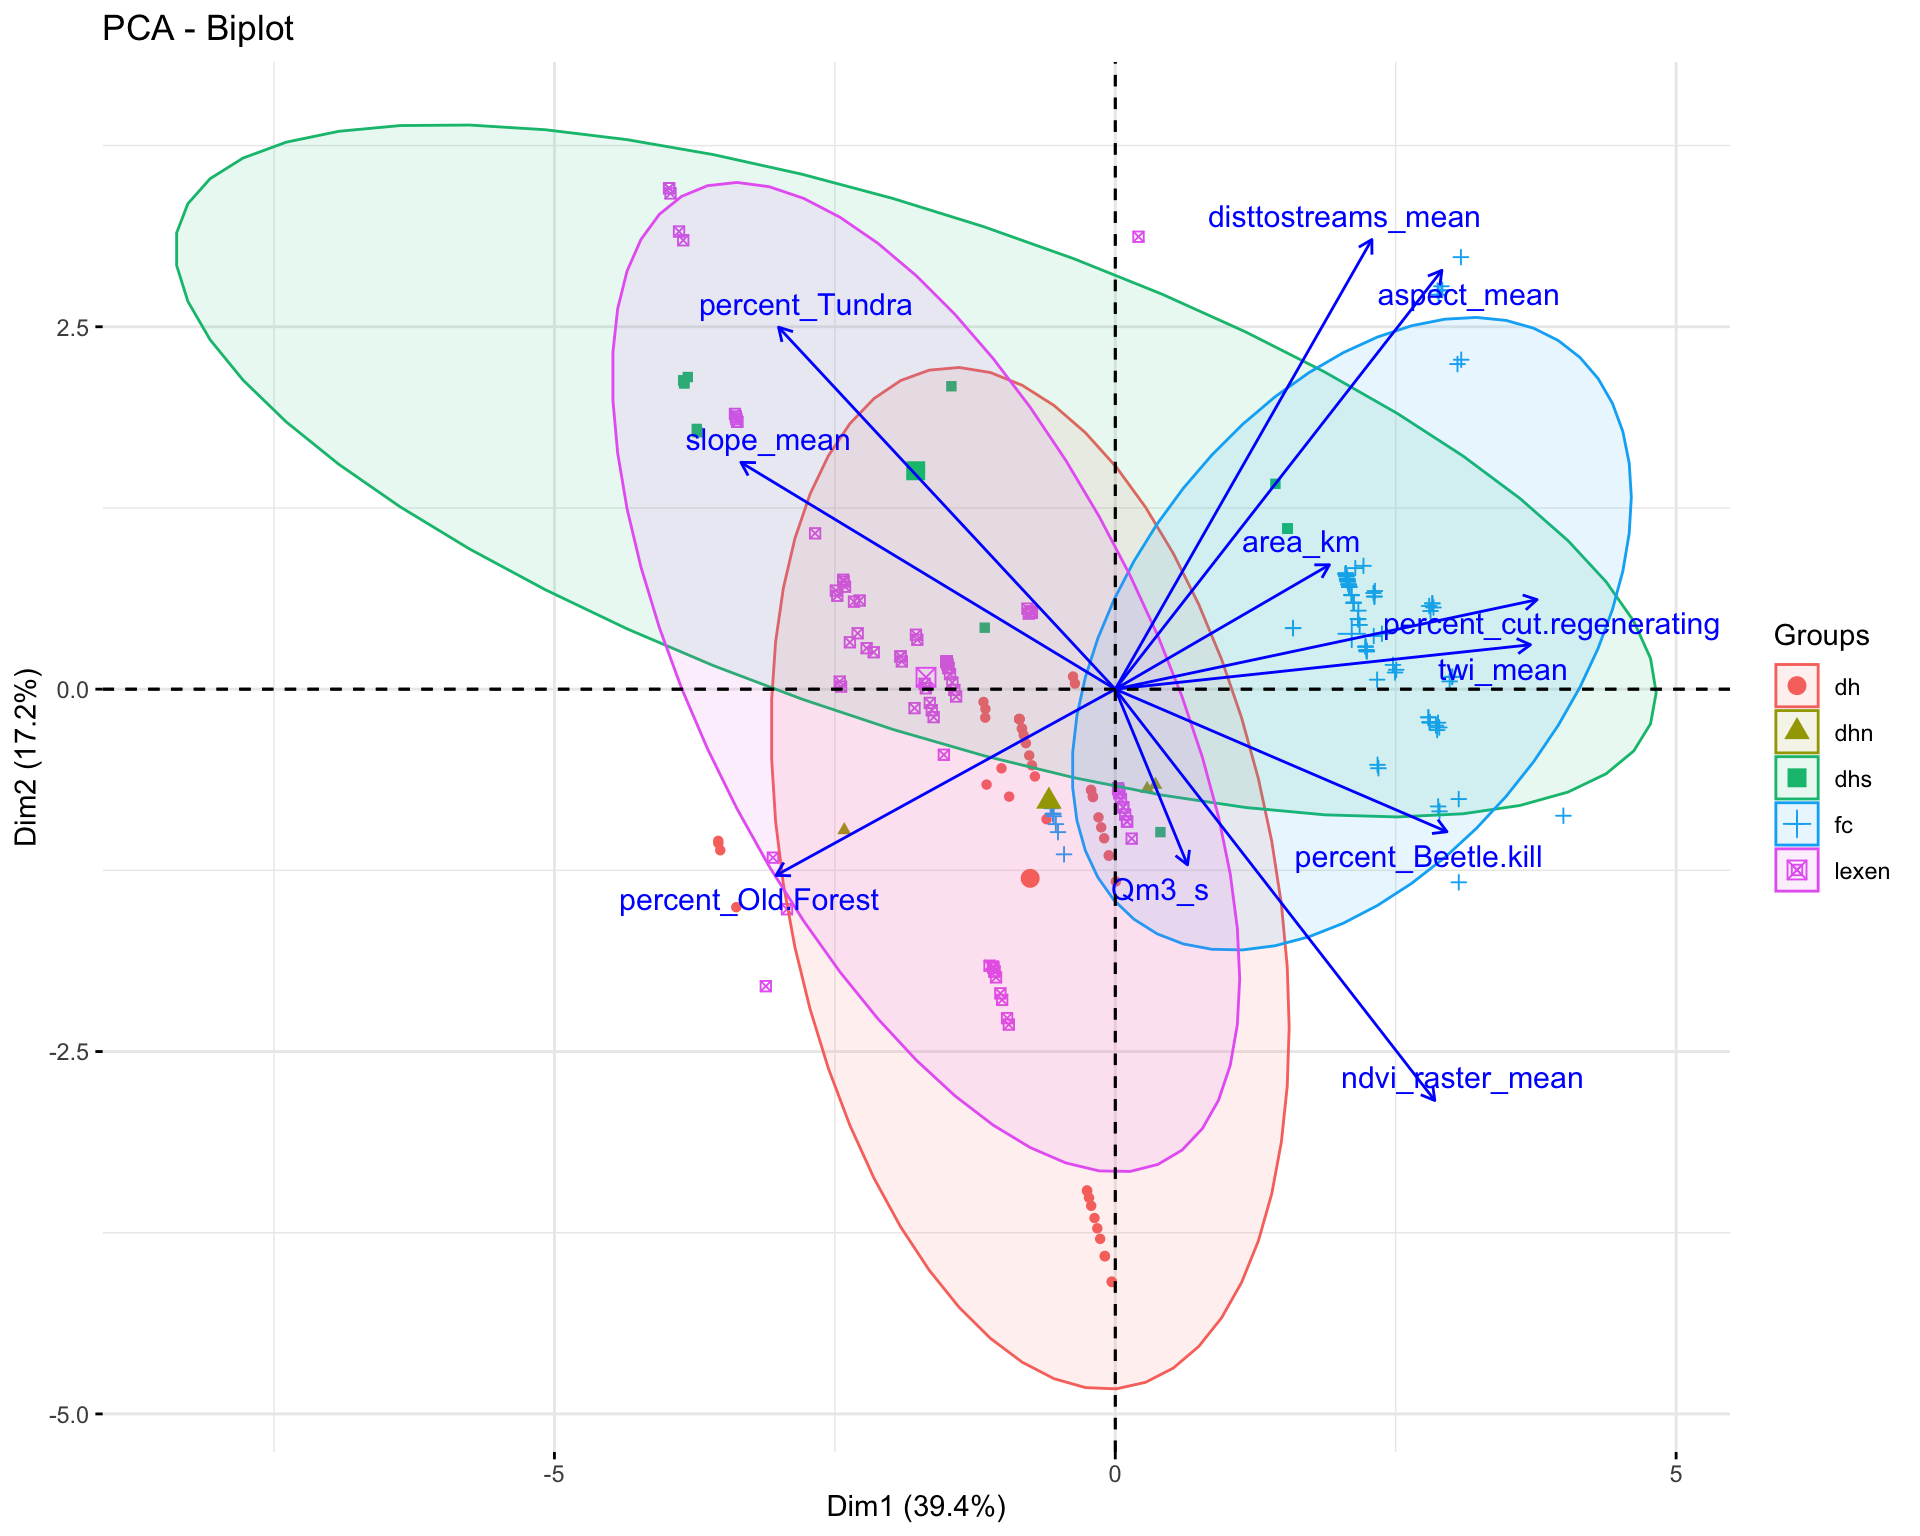 PCA - Biplot
disttostreams_mean
aspect_mean
percent_Tundra
slope_mean
area_km
percent_cut.regenerating
twi_mean
percent_Beetle.kill
Qm3_s
percent_Old.Forest
ndvi_raster_mean
2.5
0.0
-2.5
-5.0
-5
0
5
Dim1 (39.4%)
Dim2 (17.2%)
Groups
dh
dhn
dhs
fc
lexen